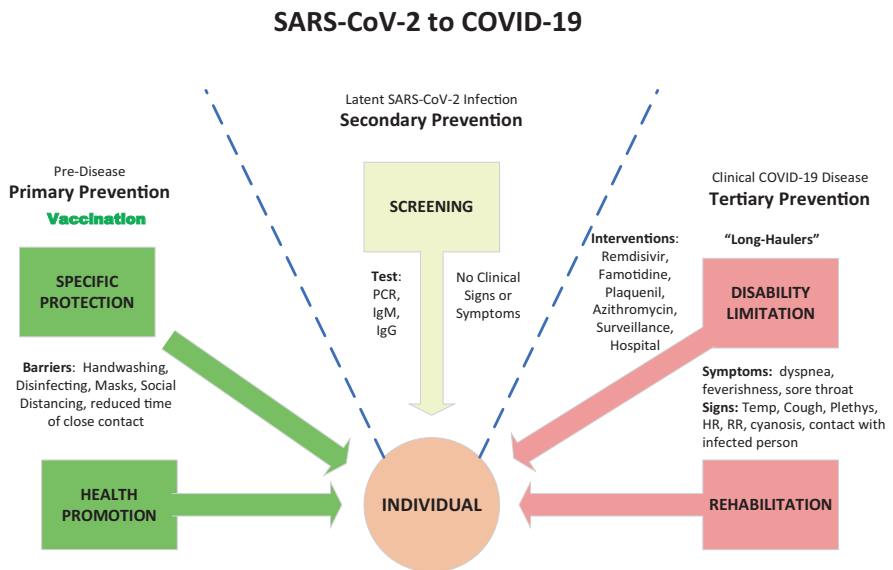 SARS-CoV-2 to COVID-19
Latent SARS-CoV-2 Infection
Secondary Prevention
Pre-Disease
Primary Prevention
Vaccination
Clinical COVID-19 Disease
Tertiary Prevention
SCREENING
SPECIFIC
PROTECTION
Test:
PCR,
IgM,
IgG
No Clinical
Signs or
Symptoms
Interventions:
Remdisivir,
Famotidine,
Plaquenil,
Azithromycin,
Surveillance,
Hospital
“Long-Haulers”
DISABILITY
LIMITATION
Barriers: Handwashing,
Disinfecting, Masks, Social
Distancing, reduced time
of close contact
Symptoms: dyspnea,
feverishness, sore throat
Signs: Temp, Cough, Plethys,
HR, RR, cyanosis, contact with
infected person
HEALTH
PROMOTION
INDIVIDUAL
REHABILITATION